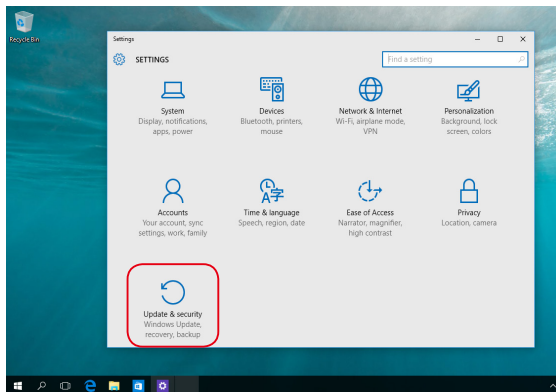 Recycle Bin
Settings
SETTINGS
Find a setting
System
Display, notifications,
apps, power
Devices
Bluetooth, printers,
mouse
Network & Internet
Wi-Fi, airplane mode,
VPN
Personalization
Background, lock
screen, colors
Accounts
Your account, sync
settings, work, family
Time & language
Speech, region, date
Ease of Access
Narrator, magnifier,
high contrast
Privacy
Location, camera
Update & security
Windows Update,
recovery, backup